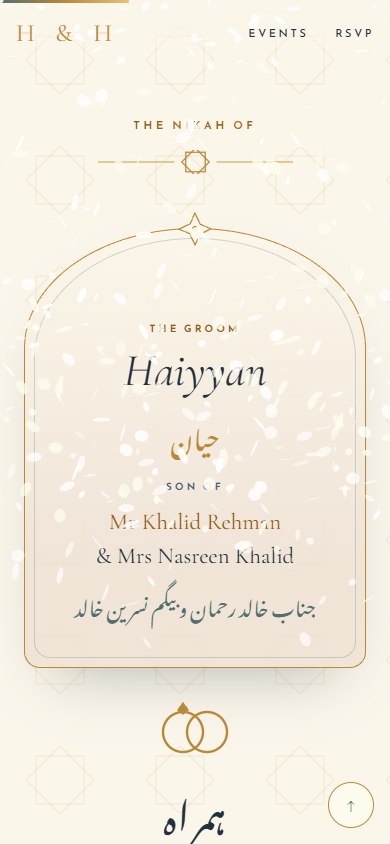 H & H
EVENTS RSVP
THE NIKAH OF
THE GROOM
Haiyyan
حیان
SON OF
Mr Khalid Rehman
& Mrs Nasreen Khalid
جناب خالد رحمان و بیگم نسرین خالد
ہمراہ
↑